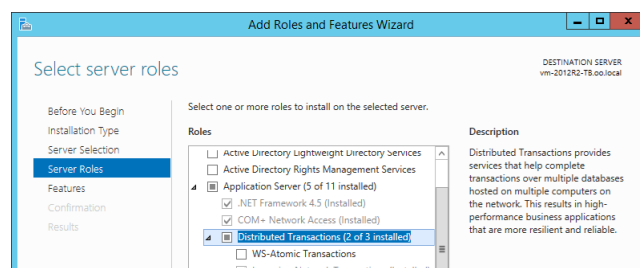 Add Roles and Features Wizard
Select server roles
DESTINATION SERVER
vm-2012R2-TB.oo.local
Before You Begin
Installation Type
Server Selection
Server Roles
Features
Confirmation
Results
Select one or more roles to install on the selected server.
Roles
Active Directory Lightweight Directory Services
Active Directory Rights Management Services
Application Server (5 of 11 installed)
.NET Framework 4.5 (Installed)
COM+ Network Access (Installed)
Distributed Transactions (2 of 3 installed)
WS-Atomic Transactions
Description
Distributed Transactions provides
services that help complete
transactions over multiple databases
hosted on multiple computers on
the network. This results in high-
performance business applications
that are more resilient and reliable.